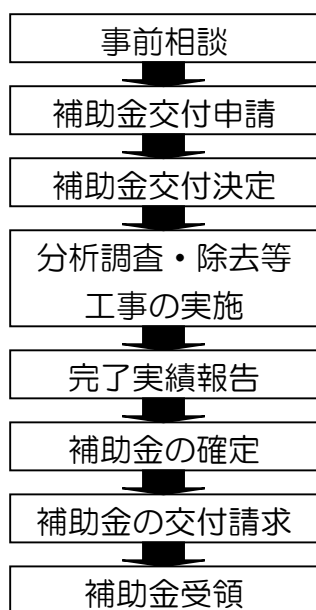 事前相談
補助金交付申請
補助金交付決定
分析調査・除去等
工事の実施
完了実績報告
補助金の確定
補助金の交付請求
補助金受領